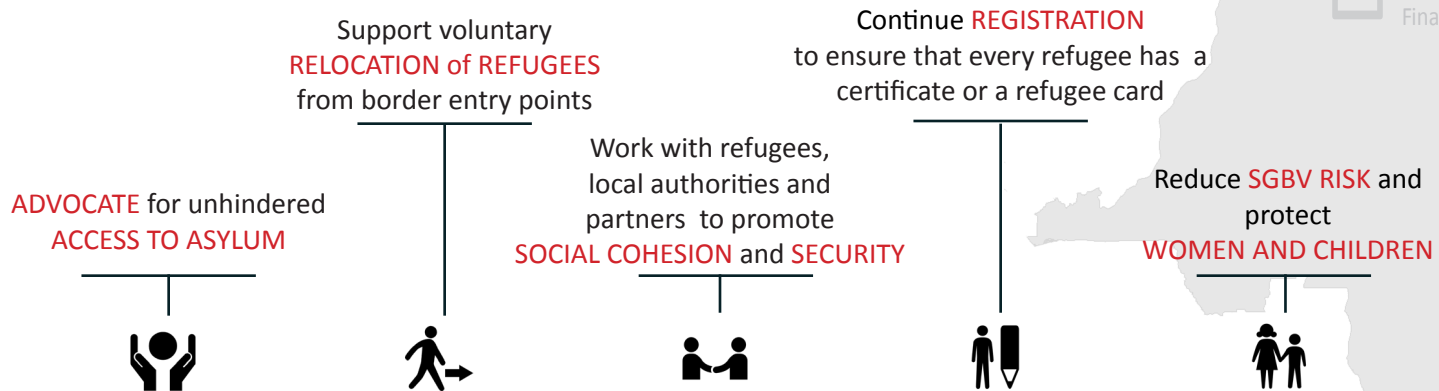 ADVOCATE for unhindered
ACCESS TO ASYLUM
Support voluntary
RELOCATION of REFUGEES
from border entry points
Work with refugees,
local authorities and
partners to promote
SOCIAL COHESION and SECURITY
Continue REGISTRATION
to ensure that every refugee has a
certificate or a refugee card
Reduce SGBV RISK and
protect
WOMEN AND CHILDREN